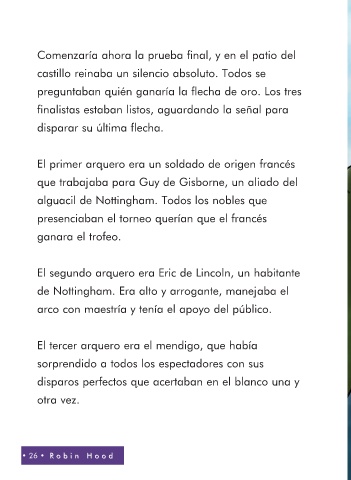 Comenzaría ahora la prueba final, y en el patio del
castillo reinaba un silencio absoluto. Todos se
preguntaban quién ganaría la flecha de oro. Los tres
finalistas estaban listos, aguardando la señal para
disparar su última flecha.
El primer arquero era un soldado de origen francés
que trabajaba para Guy de Gisborne, un aliado del
alguacil de Nottingham. Todos los nobles que
presenciaban el torneo querían que el francés
ganara el trofeo.
El segundo arquero era Eric de Lincoln, un habitante
de Nottingham. Era alto y arrogante, manejaba el
arco con maestría y tenía el apoyo del público.
El tercer arquero era el mendigo, que había
sorprendido a todos los espectadores con sus
disparos perfectos que acertaban en el blanco una y
otra vez.
• 26 • Robin Hood